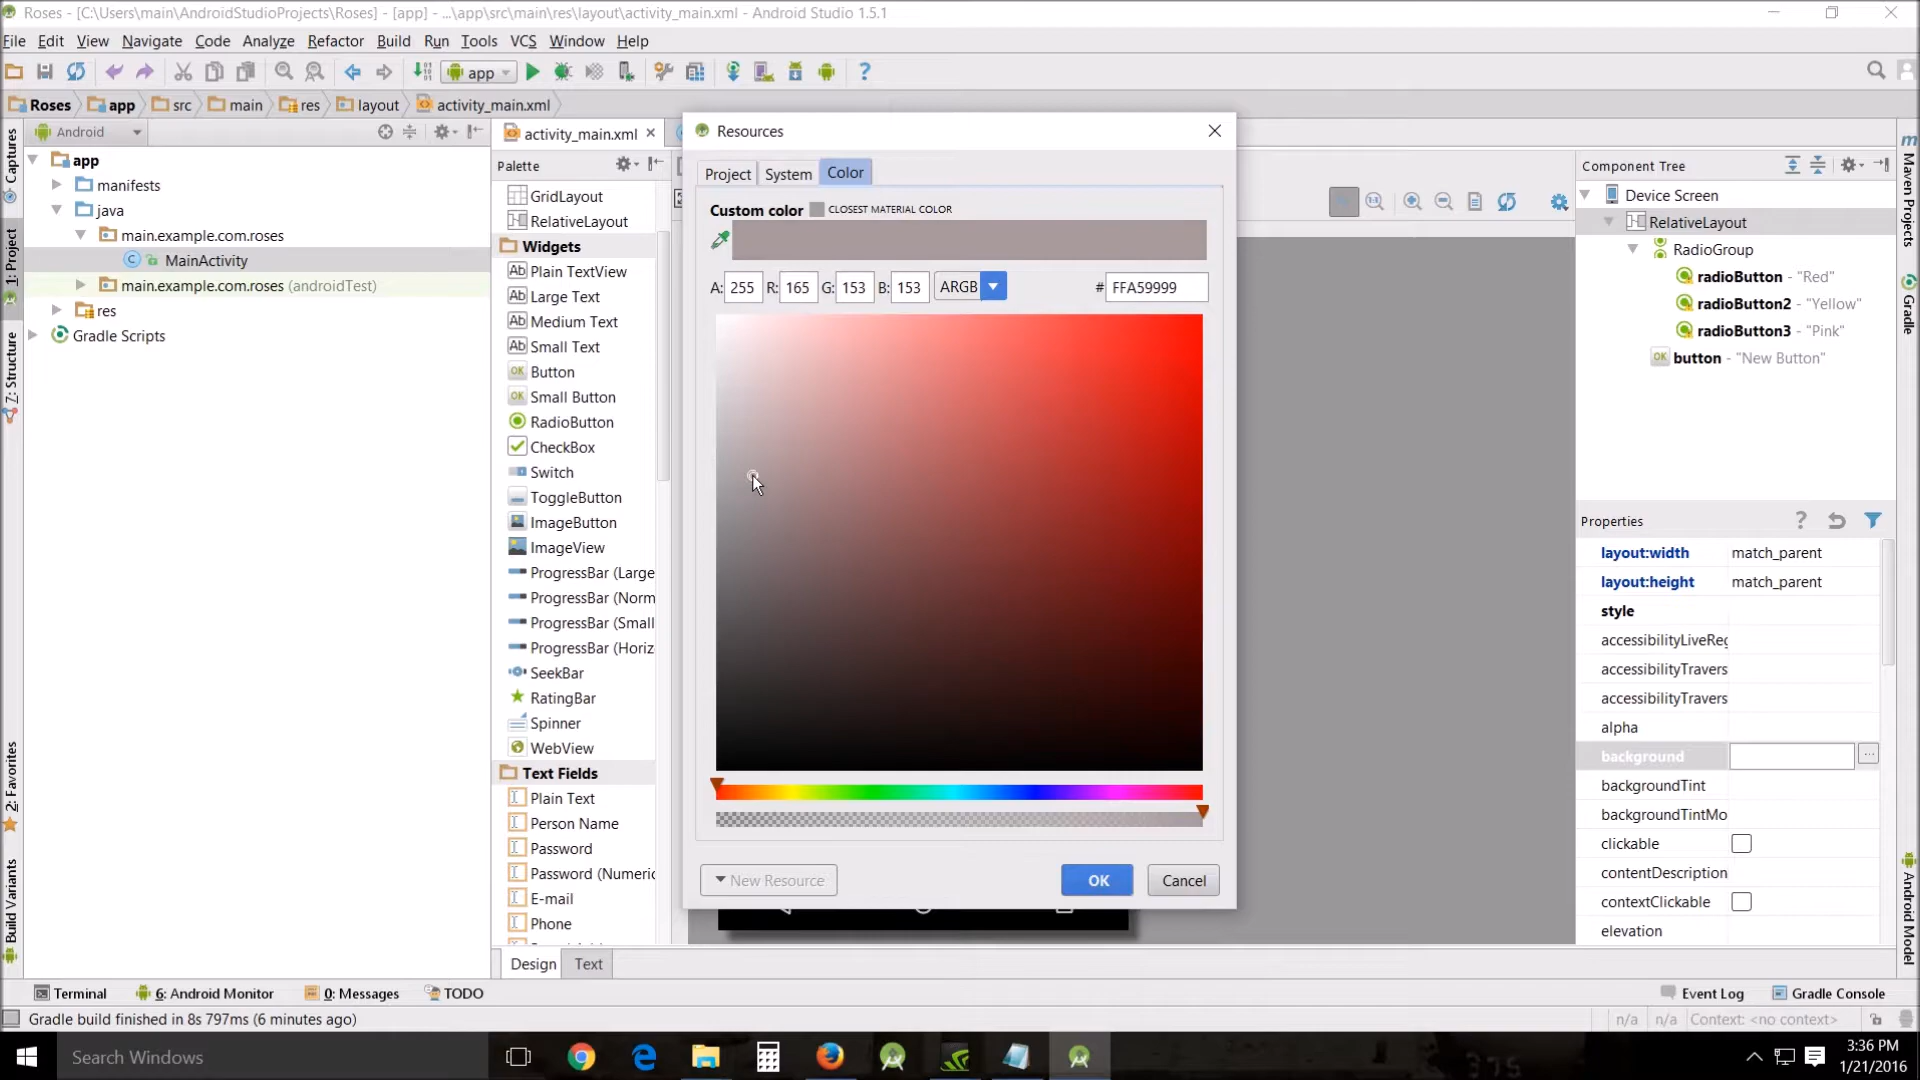 Roses - [C:\Users\main\AndroidStudioProjects\Roses] - [app] - ...\app\src\main\res\layout\activity_main.xml - Android Studio 1.5.1
File Edit View Navigate Code Analyze Refactor Build Run Tools VCS Window Help
app
Roses app src main res layout activity_main.xml
Captures
1: Project
Z: Structure
2: Favorites
Build Variants
Android
app
manifests
java
main.example.com.roses
MainActivity
main.example.com.roses (androidTest)
res
Gradle Scripts
activity_main.xml
Palette
GridLayout
RelativeLayout
Widgets
Plain TextView
Large Text
Medium Text
Small Text
Button
Small Button
RadioButton
CheckBox
Switch
ToggleButton
ImageButton
ImageView
ProgressBar (Large
ProgressBar (Norm
ProgressBar (Small
ProgressBar (Horiz
SeekBar
RatingBar
Spinner
WebView
Text Fields
Plain Text
Person Name
Password
Password (Numeric
E-mail
Phone
Design Text
Resources
Project System Color
Custom color CLOSEST MATERIAL COLOR
A: 255 R: 165 G: 153 B: 153 ARGB # FFA59999
New Resource OK Cancel
Component Tree
Device Screen
RelativeLayout
RadioGroup
radioButton - "Red"
radioButton2 - "Yellow"
radioButton3 - "Pink"
button - "New Button"
Properties
layout:width match_parent
layout:height match_parent
style
accessibilityLiveReg
accessibilityTravers
accessibilityTravers
alpha
background
backgroundTint
backgroundTintMo
clickable
contentDescription
contextClickable
elevation
Maven Projects
Gradle
Android Model
Terminal 6: Android Monitor 0: Messages TODO Event Log Gradle Console
Gradle build finished in 8s 797ms (6 minutes ago) n/a n/a Context: <no context>
Search Windows
3:36 PM
1/21/2016